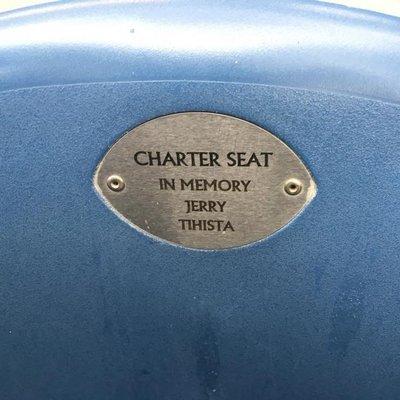 CHARTER SEAT
IN MEMORY
JERRY
TIHISTA